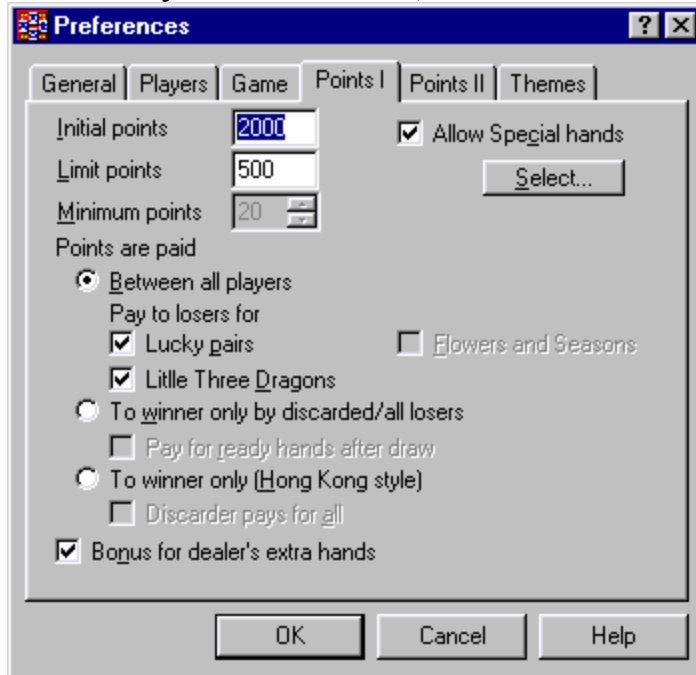 Preferences ? X
General Players Game Points I Points II Themes
Initial points 2000 Allow Special hands
Limit points 500 Select...
Minimum points 20
Points are paid
Between all players
Pay to losers for
Lucky pairs Flowers and Seasons
Litlle Three Dragons
To winner only by discarded/all losers
Pay for ready hands after draw
To winner only (Hong Kong style)
Discarder pays for all
Bonus for dealer's extra hands
OK Cancel Help